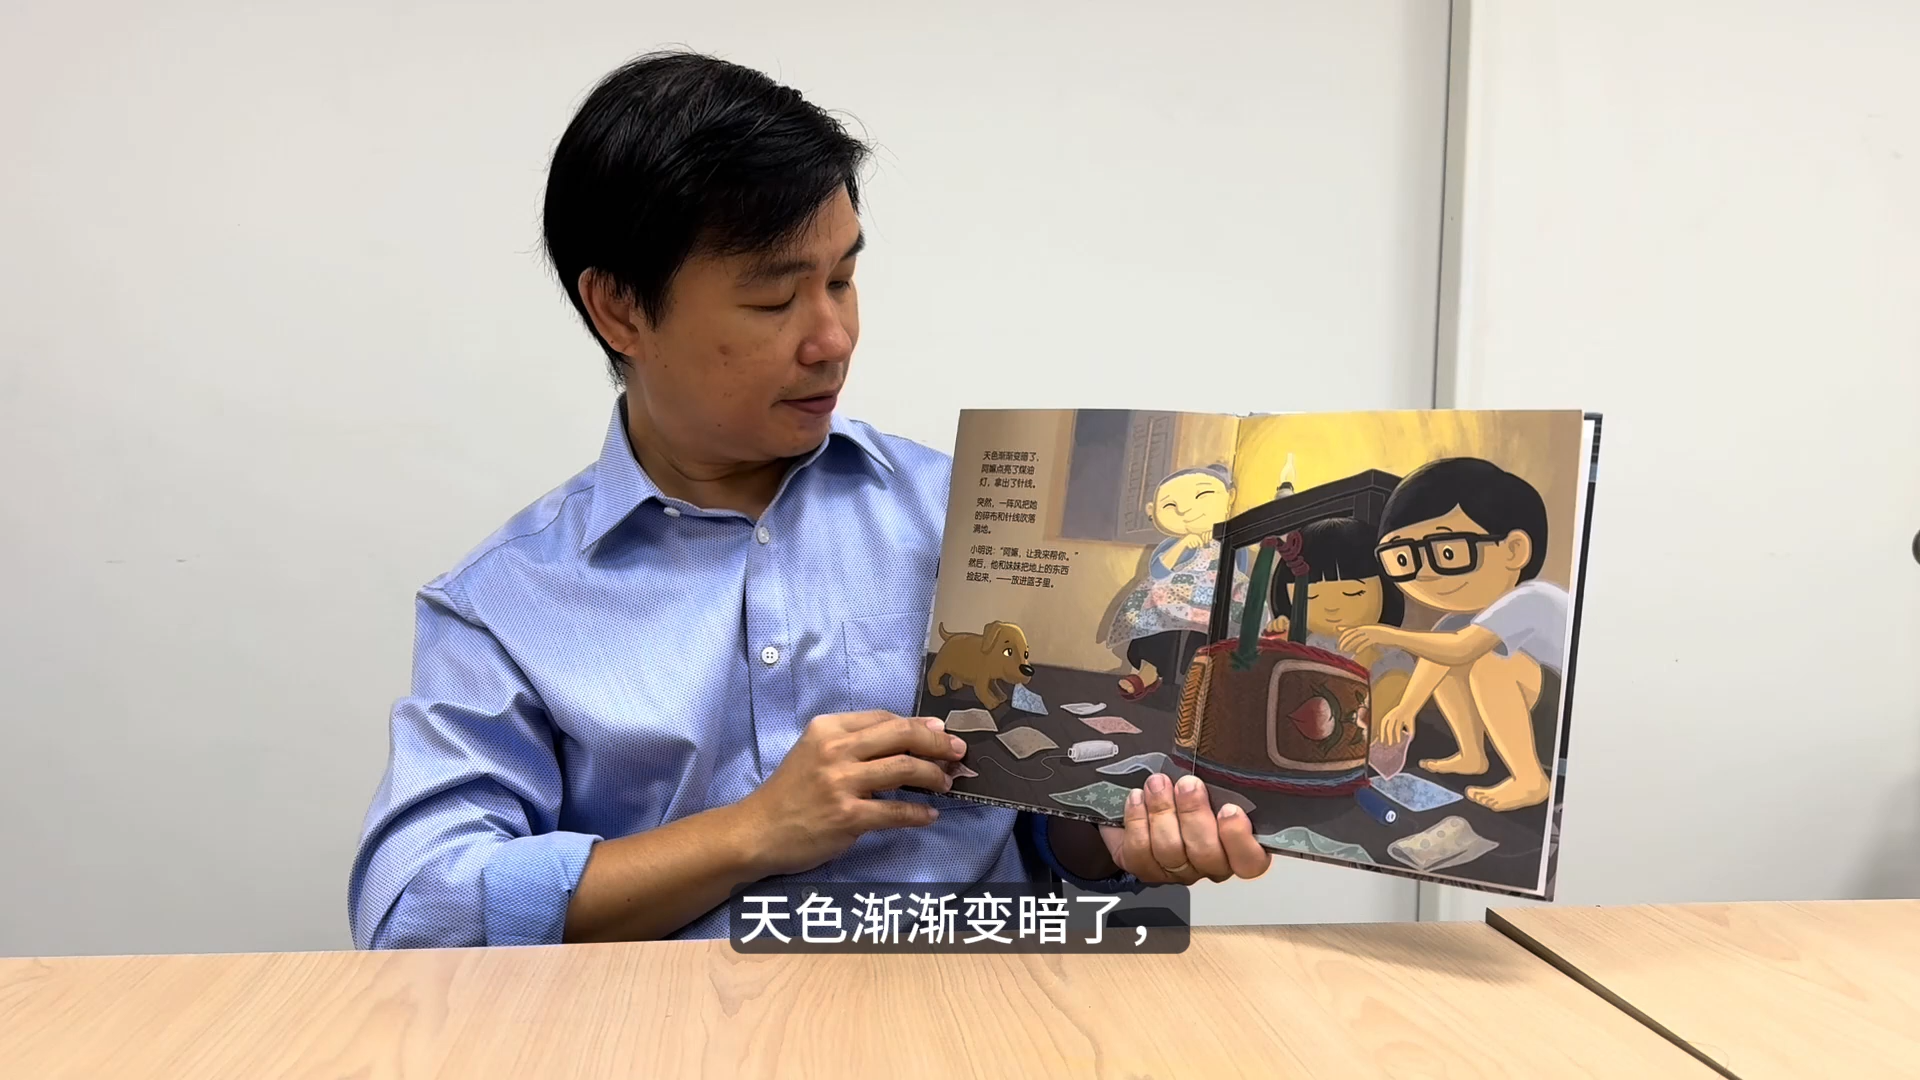 天色渐渐变暗了，
阿嫲点亮了煤油
灯，拿出了针线。
突然，一阵风把她
的碎布和针线吹落
满地。
小明说：“阿嫲，让我来帮你。”
然后，他和妹妹把地上的东西
捡起来，一一放进篮子里。
天色渐渐变暗了，